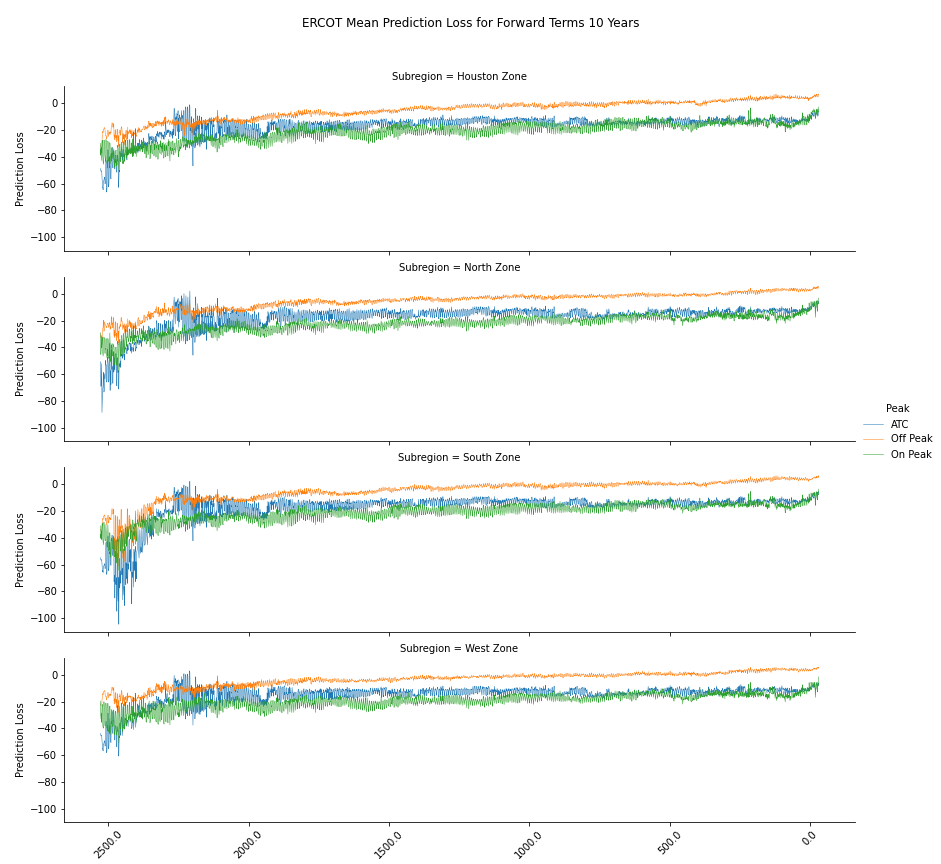 ERCOT Mean Prediction Loss for Forward Terms 10 Years
Subregion = Houston Zone
0
−20
−40
−60
−80
−100
Prediction Loss
Subregion = North Zone
0
−20
−40
−60
−80
−100
Prediction Loss
Peak
ATC
Off Peak
On Peak
Subregion = South Zone
0
−20
−40
−60
−80
−100
Prediction Loss
Subregion = West Zone
0
−20
−40
−60
−80
−100
Prediction Loss
2500.0
2000.0
1500.0
1000.0
500.0
0.0